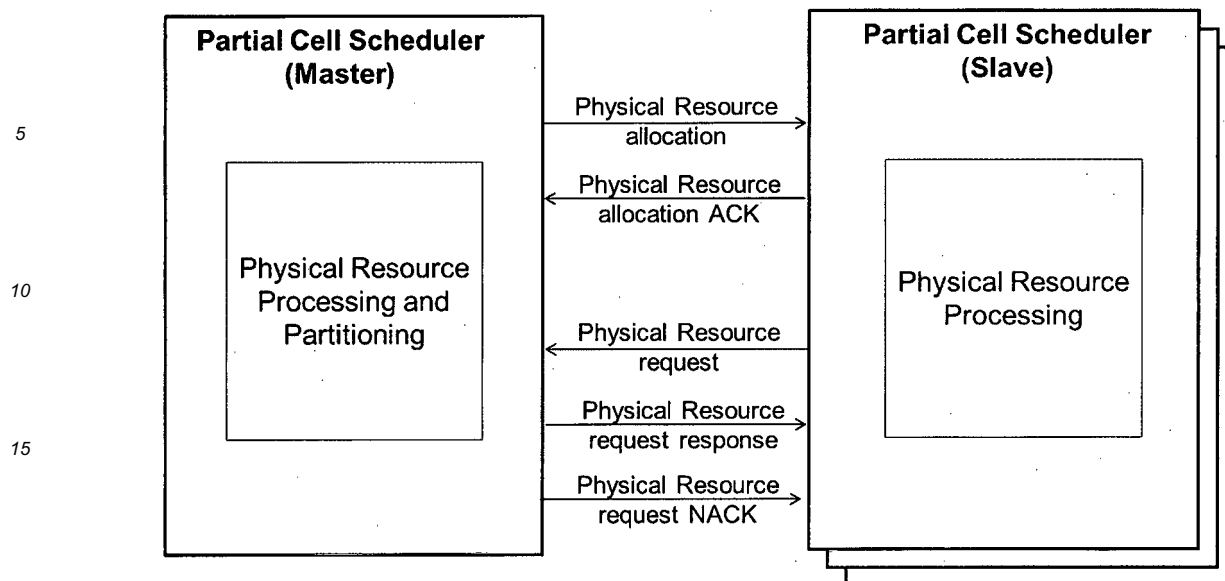 Partial Cell Scheduler
(Master)
Partial Cell Scheduler
(Slave)
Physical Resource
allocation
5
Physical Resource
allocation ACK
Physical Resource
Processing and
Partitioning
Physical Resource
Processing
10
Physical Resource
request
Physical Resource
request response
15
Physical Resource
request NACK